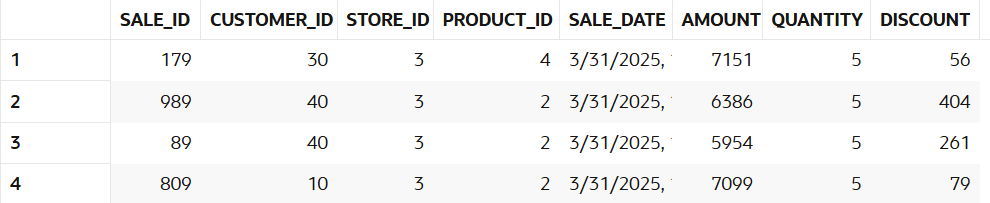 SALE_ID CUSTOMER_ID STORE_ID PRODUCT_ID SALE_DATE AMOUNT QUANTITY DISCOUNT
1 179 30 3 4 3/31/2025, 7151 5 56
2 989 40 3 2 3/31/2025, 6386 5 404
3 89 40 3 2 3/31/2025, 5954 5 261
4 809 10 3 2 3/31/2025, 7099 5 79